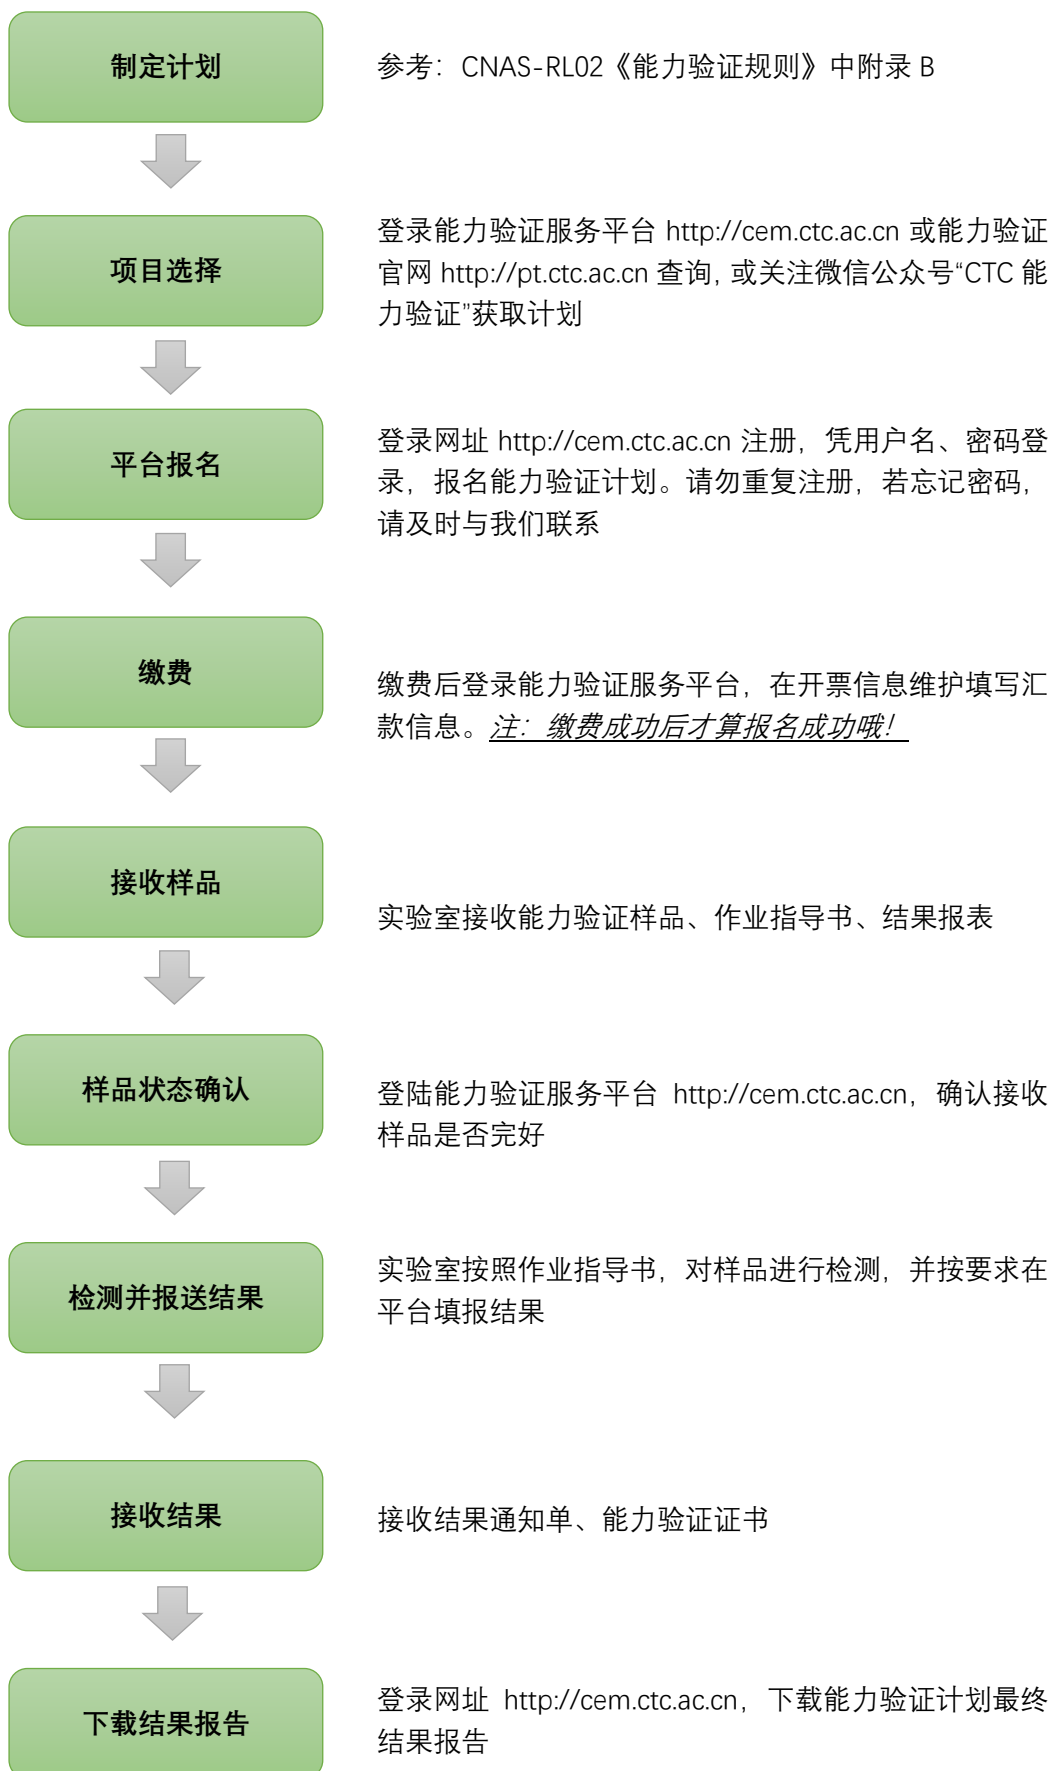 制定计划
参考：CNAS-RL02《能力验证规则》中附录 B
项目选择
登录能力验证服务平台 http://cem.ctc.ac.cn 或能力验证
官网 http://pt.ctc.ac.cn 查询, 或关注微信公众号“CTC 能
力验证”获取计划
平台报名
登录网址 http://cem.ctc.ac.cn 注册，凭用户名、密码登
录，报名能力验证计划。请勿重复注册，若忘记密码，
请及时与我们联系
缴费
缴费后登录能力验证服务平台，在开票信息维护填写汇
款信息。注：缴费成功后才算报名成功哦！
接收样品
实验室接收能力验证样品、作业指导书、结果报表
样品状态确认
登陆能力验证服务平台 http://cem.ctc.ac.cn，确认接收
样品是否完好
检测并报送结果
实验室按照作业指导书，对样品进行检测，并按要求在
平台填报结果
接收结果
接收结果通知单、能力验证证书
下载结果报告
登录网址 http://cem.ctc.ac.cn，下载能力验证计划最终
结果报告